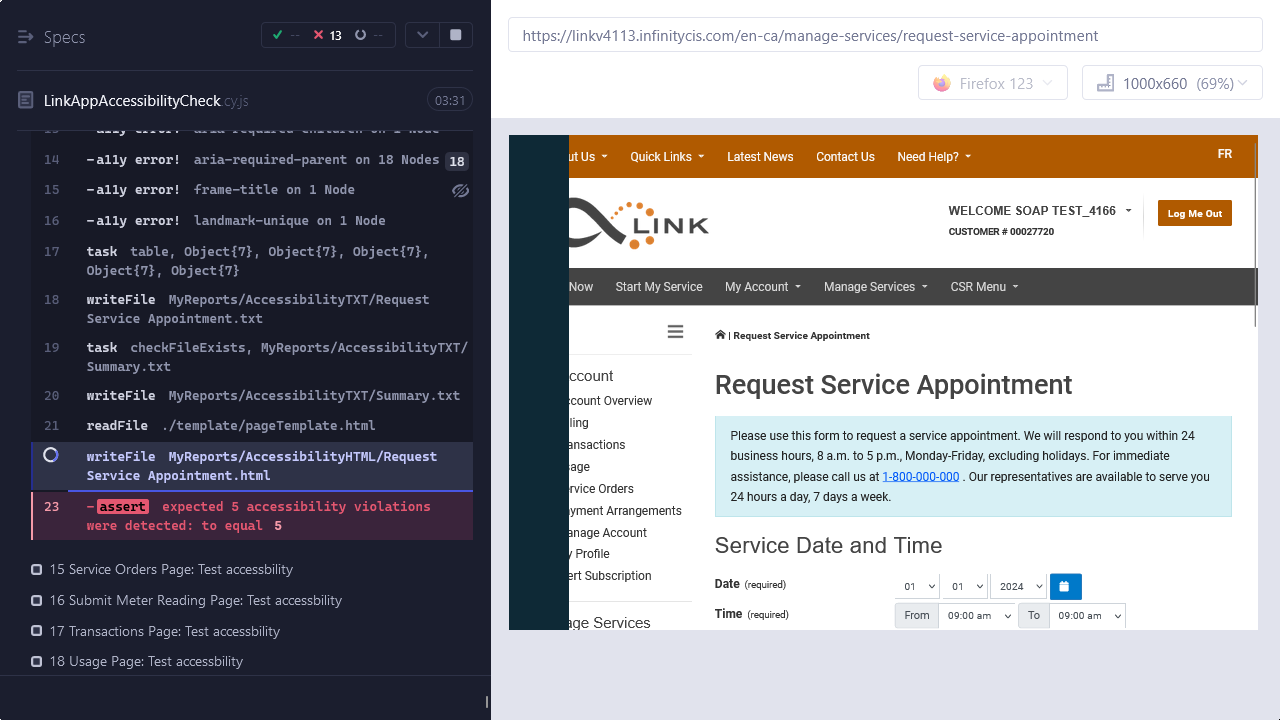 Specs
--
13
--
LinkAppAccessibilityCheck.cy.js
03:31
-a11y error! aria-required-children on 1 Node
14 -a11y error! aria-required-parent on 18 Nodes 18
15 -a11y error! frame-title on 1 Node
16 -a11y error! landmark-unique on 1 Node
17 task table, Object{7}, Object{7}, Object{7},
Object{7}, Object{7}
18 writeFile MyReports/AccessibilityTXT/Request
Service Appointment.txt
19 task checkFileExists, MyReports/AccessibilityTXT/
Summary.txt
20 writeFile MyReports/AccessibilityTXT/Summary.txt
21 readFile ./template/pageTemplate.html
writeFile MyReports/AccessibilityHTML/Request
Service Appointment.html
23 -assert expected 5 accessibility violations
were detected: to equal 5
15 Service Orders Page: Test accessbility
16 Submit Meter Reading Page: Test accessbility
17 Transactions Page: Test accessbility
18 Usage Page: Test accessbility
https://linkv4113.infinitycis.com/en-ca/manage-services/request-service-appointment
Firefox 123
1000x660 (69%)
ut Us
Quick Links
Latest News
Contact Us
Need Help?
FR
LINK
WELCOME SOAP TEST_4166
CUSTOMER # 00027720
Log Me Out
Now
Start My Service
My Account
Manage Services
CSR Menu
ccount
ccount Overview
ling
ansactions
sage
ervice Orders
yment Arrangements
anage Account
y Profile
ert Subscription
age Services
| Request Service Appointment
Request Service Appointment
Please use this form to request a service appointment. We will respond to you within 24
business hours, 8 a.m. to 5 p.m., Monday-Friday, excluding holidays. For immediate
assistance, please call us at 1-800-000-000 . Our representatives are available to serve you
24 hours a day, 7 days a week.
Service Date and Time
Date (required) 01 01 2024
Time (required) From 09:00 am To 09:00 am